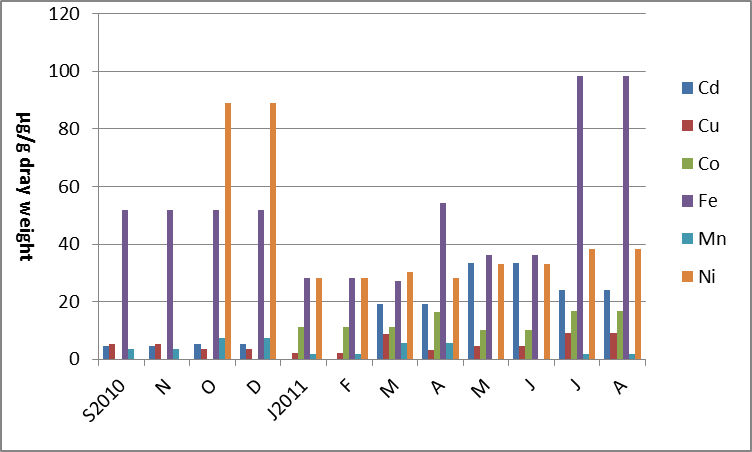 120
100
80
60
40
20
0
µg/g dray weight
S2010 N O D J2011 F M A M J J A
Cd
Cu
Co
Fe
Mn
Ni